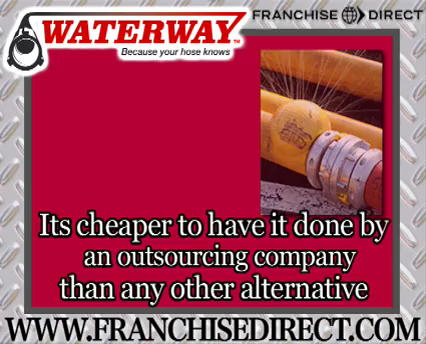 WATERWAY
Because your hose knows
FRANCHISE DIRECT
Its cheaper to have it done by
an outsourcing company
than any other alternative
WWW.FRANCHISEDIRECT.COM